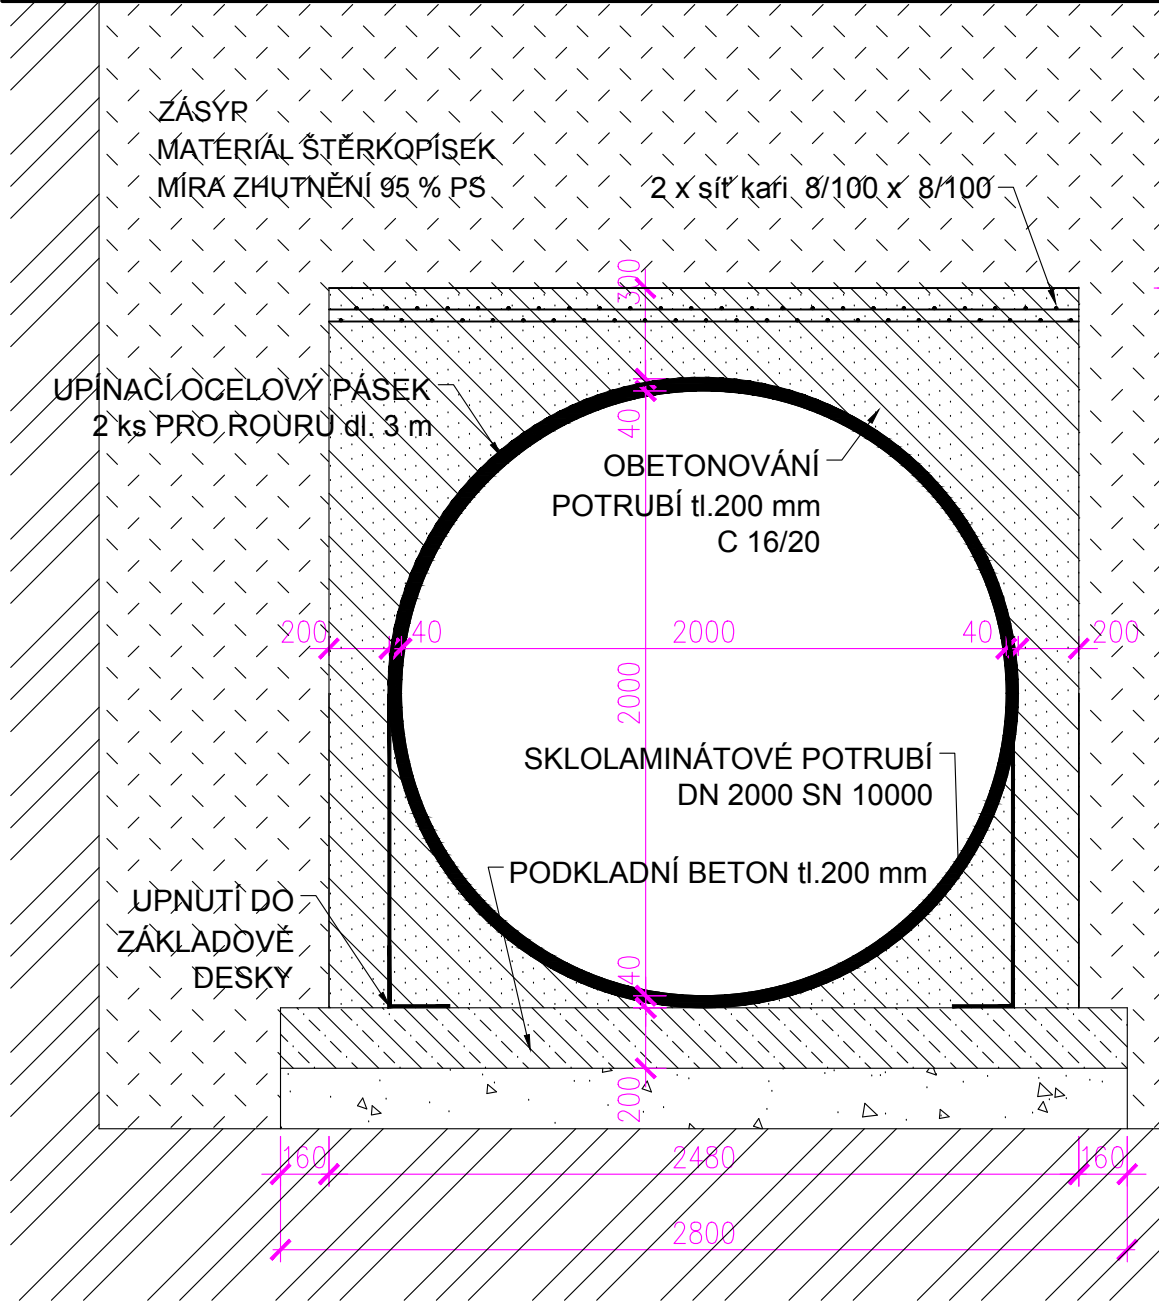 ZÁSYP
MATERIÁL ŠTĚRKOPÍSEK
MÍRA ZHUTNĚNÍ 95 % PS
2 x síť kari 8/100 x 8/100
300
UPÍNACÍ OCELOVÝ PÁSEK
2 ks PRO ROURU dl. 3 m
40
OBETONOVÁNÍ
POTRUBÍ tl.200 mm
C 16/20
200
40
2000
40
200
2000
SKLOLAMINÁTOVÉ POTRUBÍ
DN 2000 SN 10000
PODKLADNÍ BETON tl.200 mm
UPNUTÍ DO
ZÁKLADOVÉ
DESKY
40
200
160
2480
160
2800